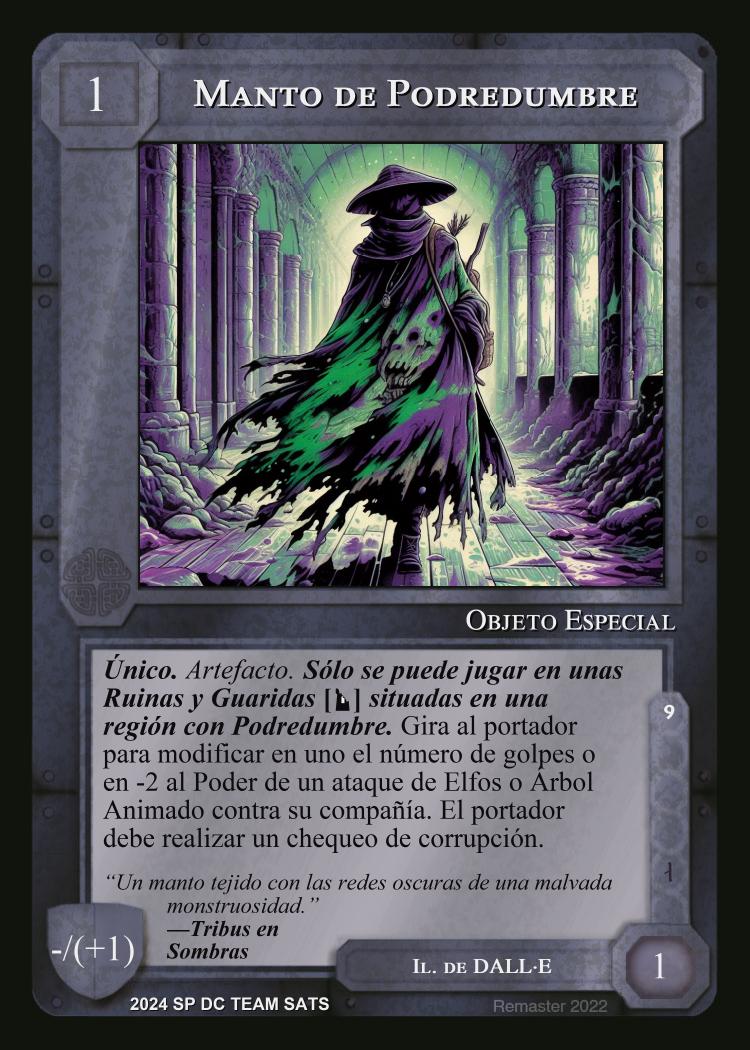 1
Manto de Podredumbre
Objeto Especial
Único. Artefacto. Sólo se puede jugar en unas
Ruinas y Guaridas [ ] situadas en una
región con Podredumbre. Gira al portador
para modificar en uno el número de golpes o
en -2 al Poder de un ataque de Elfos o Árbol
Animado contra su compañía. El portador
debe realizar un chequeo de corrupción.
9
“Un manto tejido con las redes oscuras de una malvada
monstruosidad.”
—Tribus en
Sombras
-/(+1)
Il. de DALL·E
1
2024 SP DC TEAM SATS
Remaster 2022